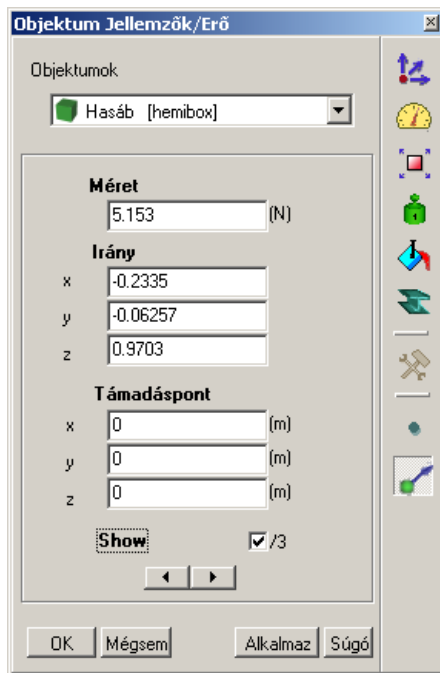 Objektum Jellemzők/Erő
Objektumok
Hasáb [hemibox]
Méret
5.153 (N)
Irány
x -0.2335
y -0.06257
z 0.9703
Támadáspont
x 0 (m)
y 0 (m)
z 0 (m)
Show /3
OK Mégsem Alkalmaz Súgó